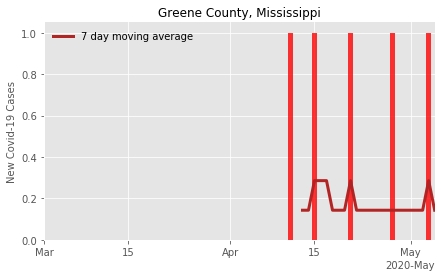 Greene County, Mississippi
7 day moving average
New Covid-19 Cases
1.0
0.8
0.6
0.4
0.2
0.0
Mar
15
Apr
15
May
2020-May